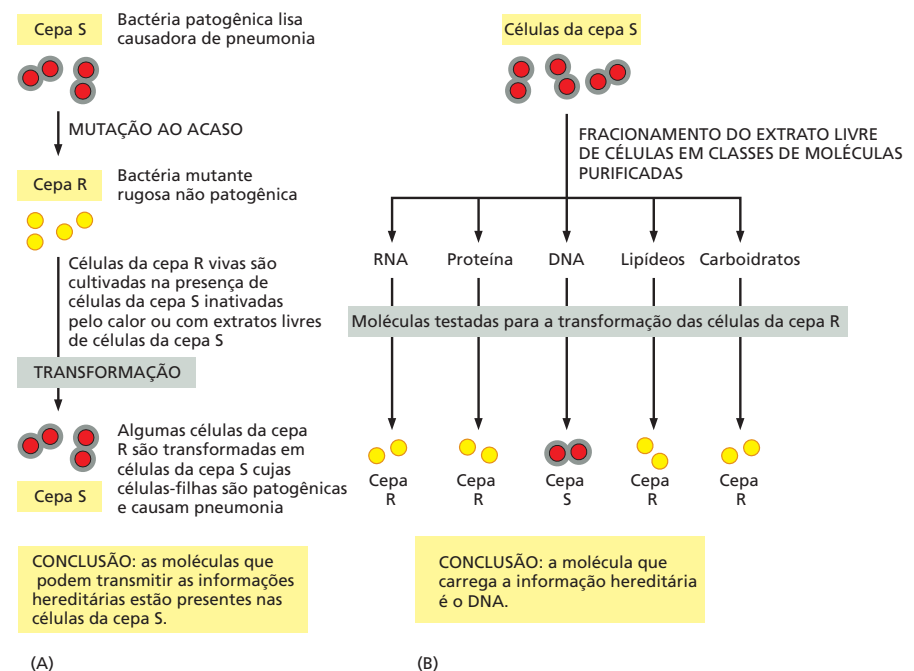 Cepa S
Bactéria patogênica lisa
causadora de pneumonia
MUTAÇÃO AO ACASO
Cepa R
Bactéria mutante
rugosa não patogênica
Células da cepa R vivas são
cultivadas na presença de
células da cepa S inativadas
pelo calor ou com extratos livres
de células da cepa S
TRANSFORMAÇÃO
Algumas células da cepa
R são transformadas em
células da cepa S cujas
células-filhas são patogênicas
e causam pneumonia
Cepa S
CONCLUSÃO: as moléculas que
podem transmitir as informações
hereditárias estão presentes nas
células da cepa S.
(A)
Células da cepa S
FRACIONAMENTO DO EXTRATO LIVRE
DE CÉLULAS EM CLASSES DE MOLÉCULAS
PURIFICADAS
RNA Proteína DNA Lipídeos Carboidratos
Moléculas testadas para a transformação das células da cepa R
Cepa Cepa Cepa Cepa Cepa
R R S R R
CONCLUSÃO: a molécula que
carrega a informação hereditária
é o DNA.
(B)